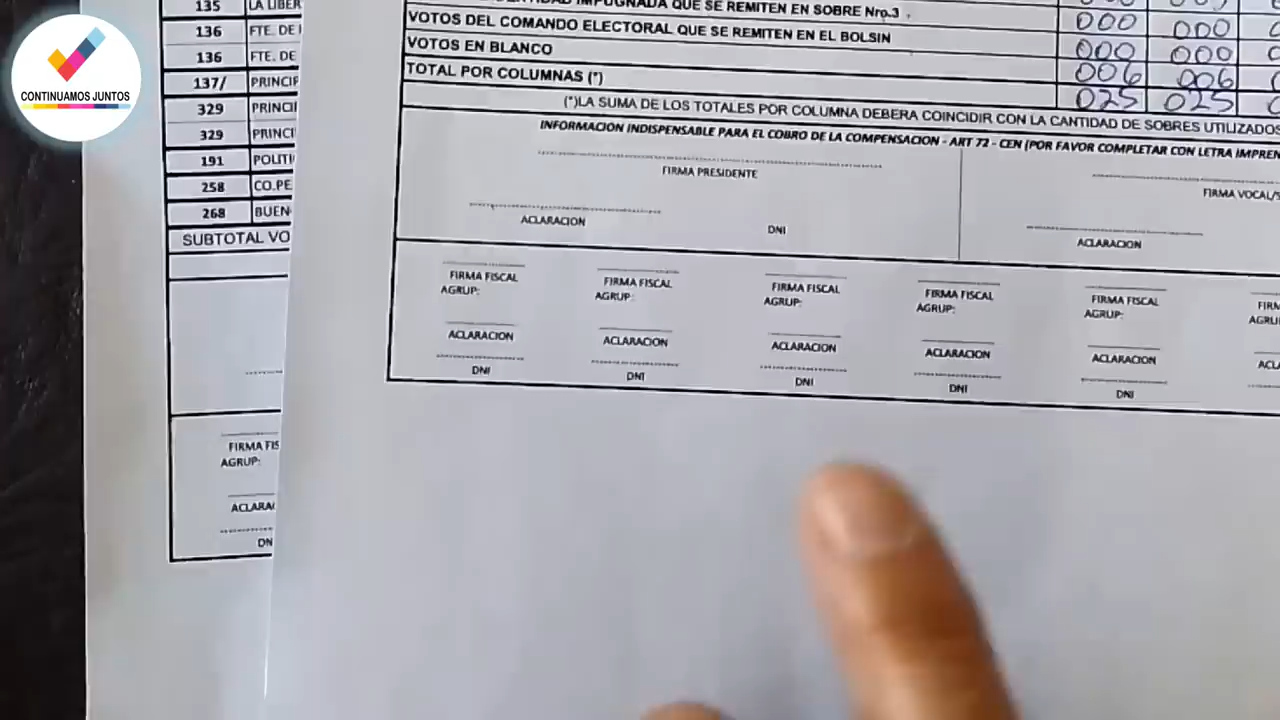 CONTINUAMOS JUNTOS
135 LA LIBER
136 FTE. DE
136 FTE. DE
137/ PRINCIP
329 PRINCI
329 PRINCI
191 POLITI
258 CO.PE
268 BUEN
SUBTOTAL VO
FIRMA FIS
AGRUP:
ACLARA
DN
IMPUGNADA QUE SE REMITEN EN SOBRE Nro.3
VOTOS DEL COMANDO ELECTORAL QUE SE REMITEN EN EL BOLSIN 000 000
VOTOS EN BLANCO 000 000
TOTAL POR COLUMNAS (*) 006 006
025 025
(*)LA SUMA DE LOS TOTALES POR COLUMNA DEBERA COINCIDIR CON LA CANTIDAD DE SOBRES UTILIZADOS
INFORMACION INDISPENSABLE PARA EL COBRO DE LA COMPENSACION - ART 72 - CEN (POR FAVOR COMPLETAR CON LETRA IMPREN
FIRMA PRESIDENTE FIRMA VOCAL/S
ACLARACION DNI ACLARACION
FIRMA FISCAL FIRMA FISCAL FIRMA FISCAL FIRMA FISCAL FIRMA FISCAL FIRM
AGRUP: AGRUP: AGRUP: AGRUP: AGRUP: AGRU
ACLARACION ACLARACION ACLARACION ACLARACION ACLARACION ACL
DNI DNI DNI DNI DNI